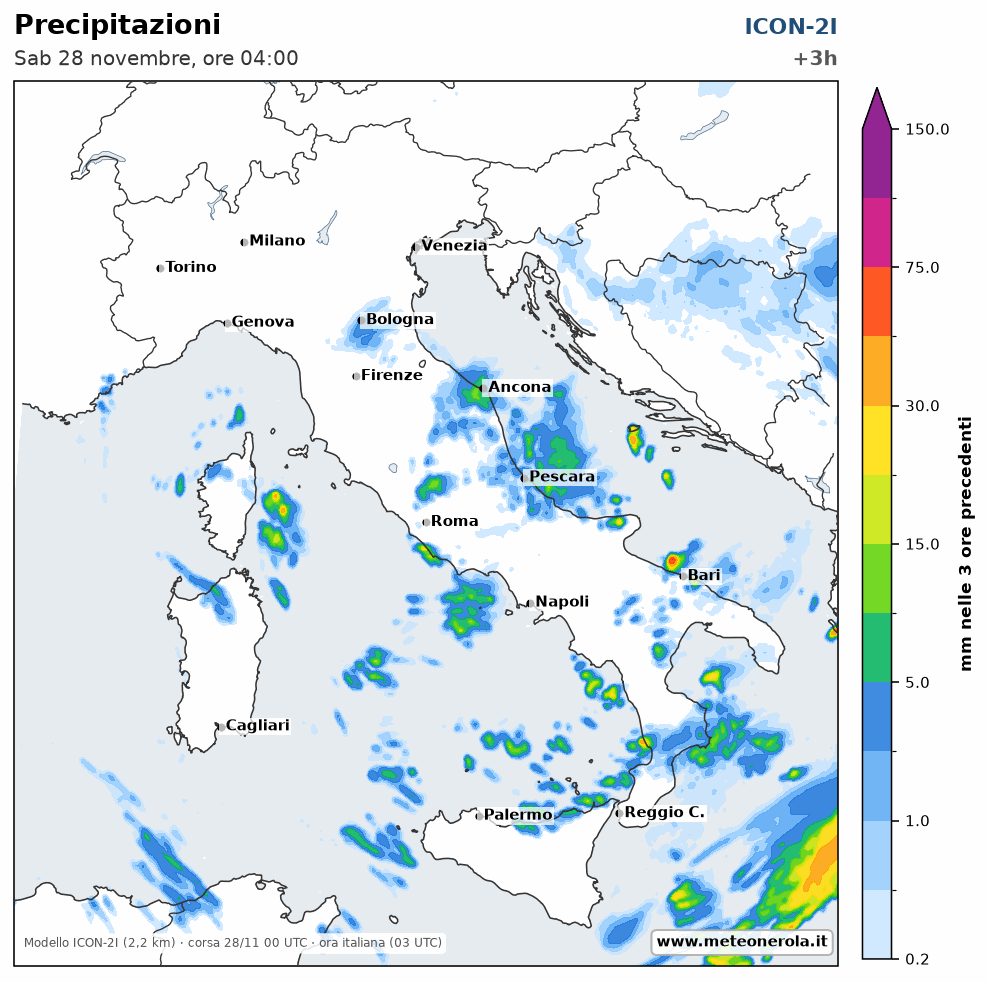 Precipitazioni
ICON-2I
Sab 28 novembre, ore 04:00
+3h
150.0
75.0
30.0
15.0
5.0
1.0
0.2
mm nelle 3 ore precedenti
Milano
Venezia
Torino
Genova
Bologna
Firenze
Ancona
Pescara
Roma
Bari
Napoli
Cagliari
Palermo
Reggio C.
Modello ICON-2I (2,2 km) · corsa 28/11 00 UTC · ora italiana (03 UTC)
www.meteonerola.it